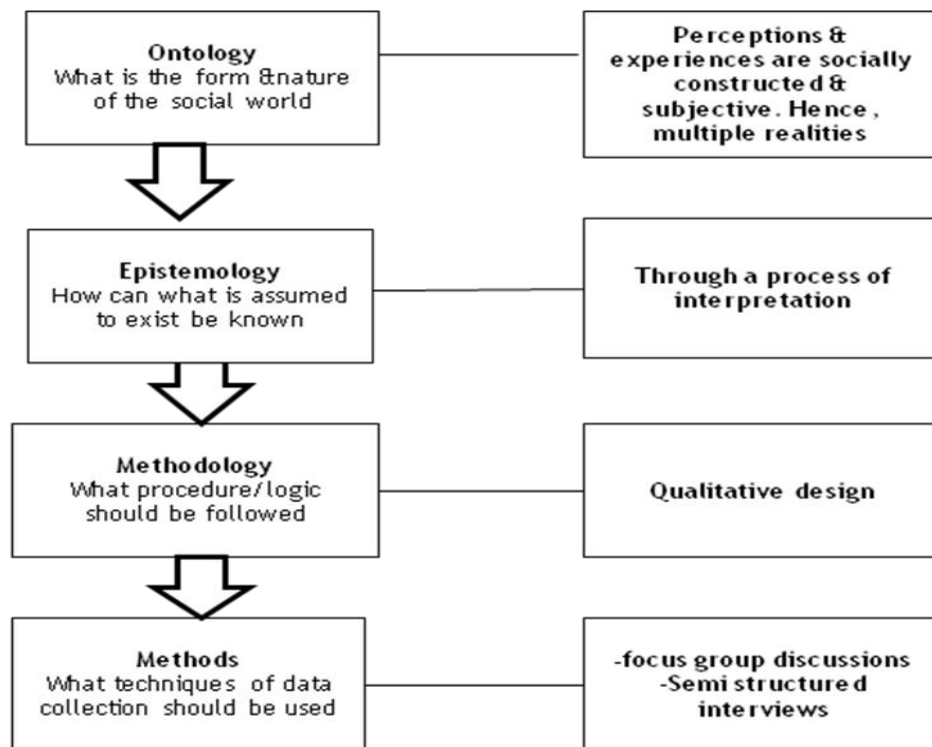 Ontology
What is the form &nature
of the social world
Perceptions &
experiences are socially
constructed &
subjective. Hence,
multiple realities
Epistemology
How can what is assumed
to exist be known
Through a process of
interpretation
Methodology
What procedure/logic
should be followed
Qualitative design
Methods
What techniques of data
collection should be used
-focus group discussions
-Semi structured
interviews